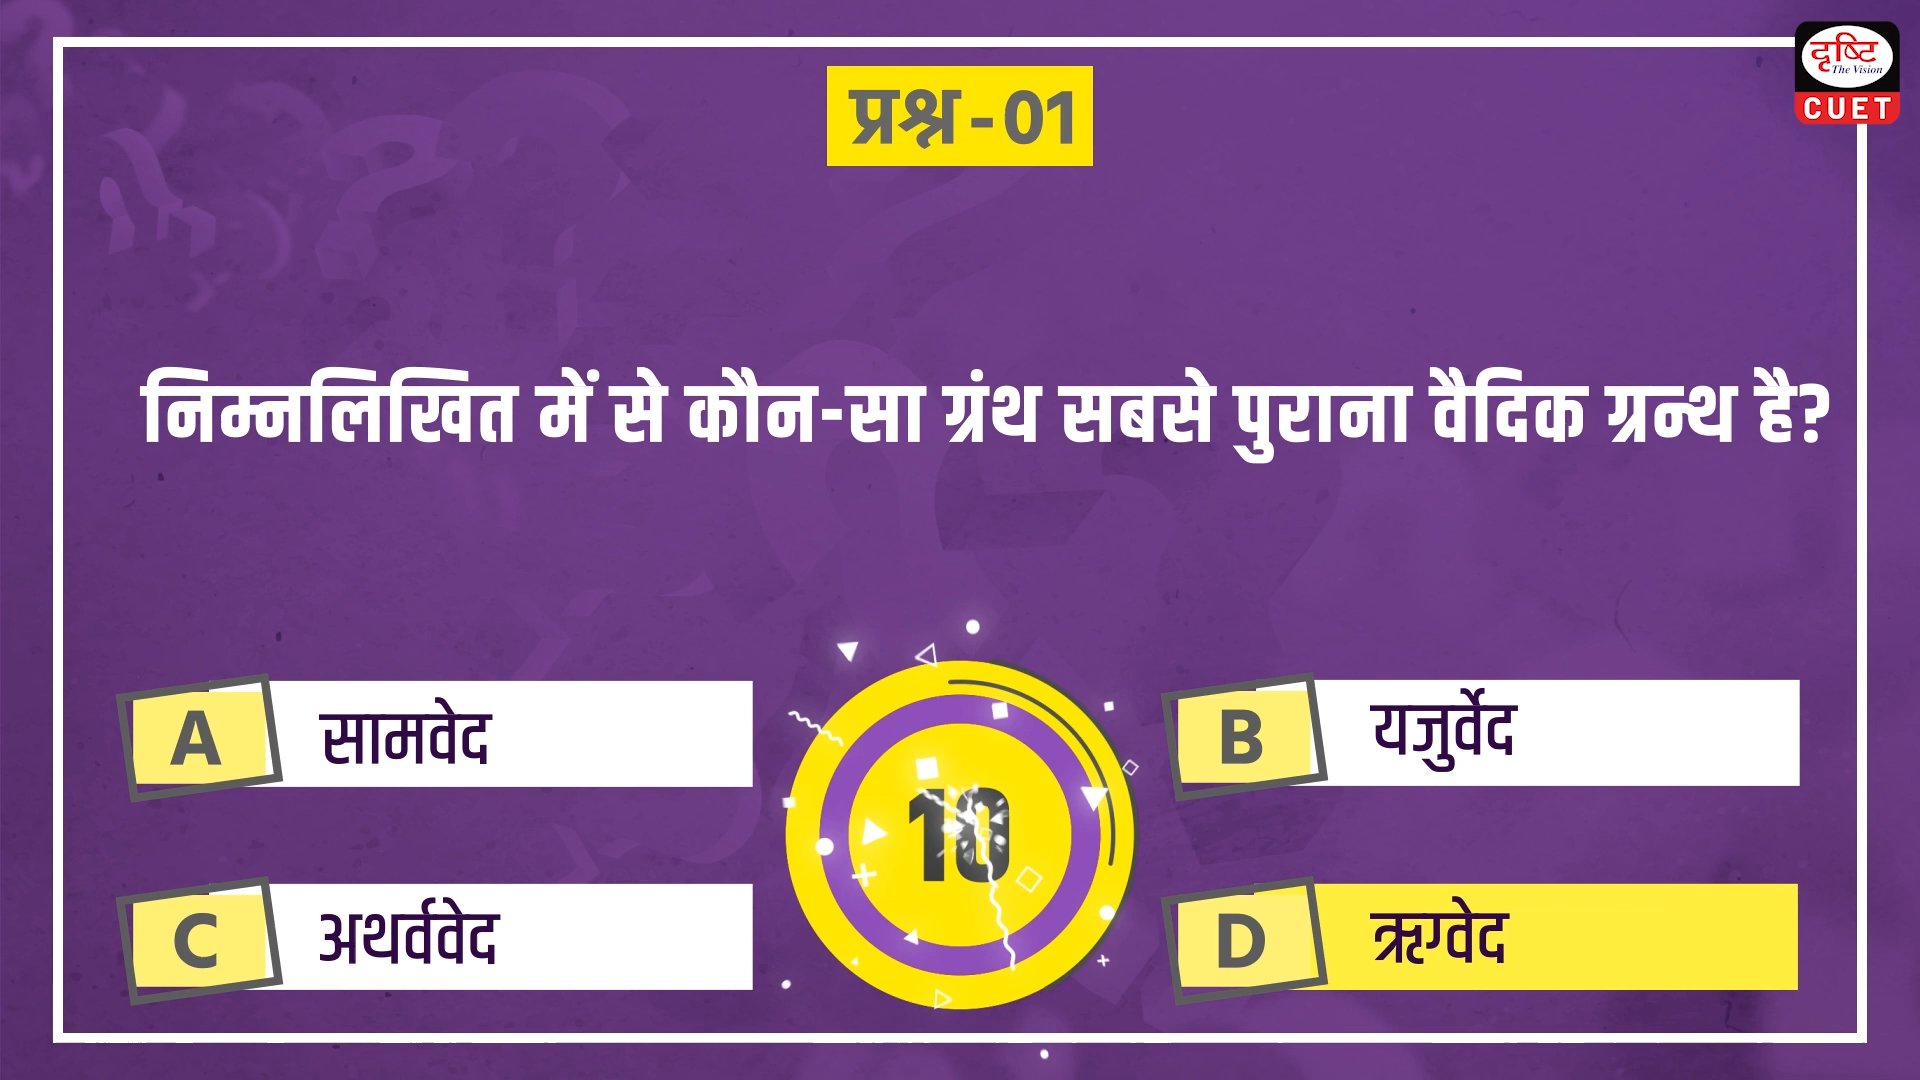 दृष्टि
The Vision
CUET
प्रश्न - 01
निम्नलिखित में से कौन-सा ग्रंथ सबसे पुराना वैदिक ग्रन्थ है?
A सामवेद
B यजुर्वेद
10
C अथर्ववेद
D ऋग्वेद